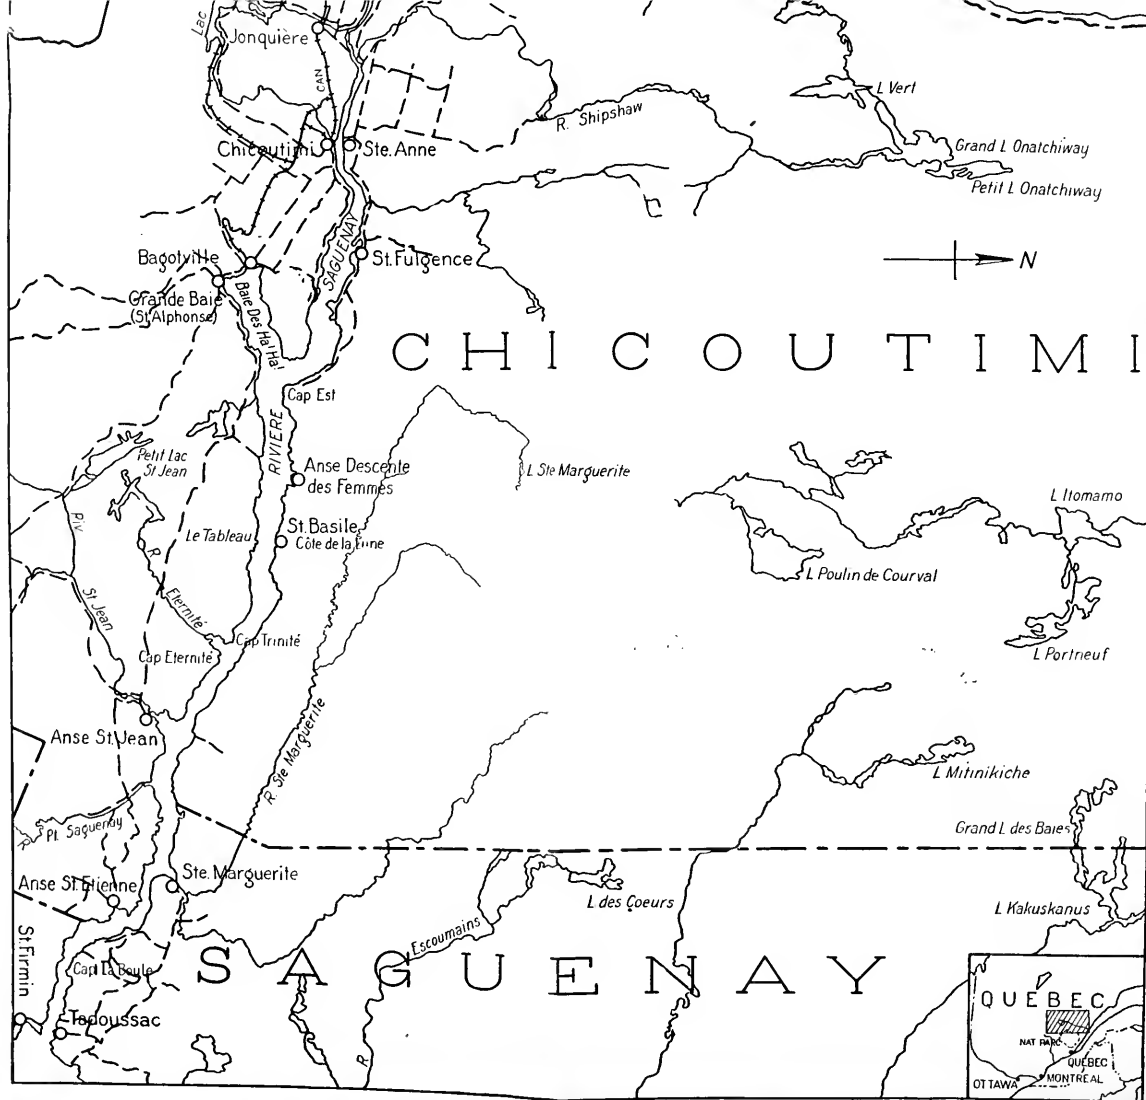 Lac
Jonquière
CAN
L Vert
R. Shipshaw
Chicoutimi
Ste. Anne
Grand L Onatchiway
Petit L Onatchiway
SAGUENAY
Bagotville
St. Fulgence
N
Grande Baie
(St Alphonse)
Baie Des Ha! Ha!
CHICOUTIMI
Cap Est
RIVIERE
Petit Lac
St Jean
Anse Descente
des Femmes
L Ste Marguerite
L Itomamo
Riv
St Jean
Le Tableau
St. Basile
Côte de la Lune
R. Eternité
L Poulin de Courval
Cap Trinité
Cap Eternité
L Portneuf
Anse St. Jean
R. Ste Marguerite
L Mitinikiche
R Pt. Saguenay
Grand L des Baies
Ste. Marguerite
Anse St. Etienne
L des Coeurs
L Kakuskanus
St. Firmin
R. Escoumains
SAGUENAY
Cap La Boule
Tadoussac
QUEBEC
NAT PARC
QUEBEC
OTTAWA
MONTREAL